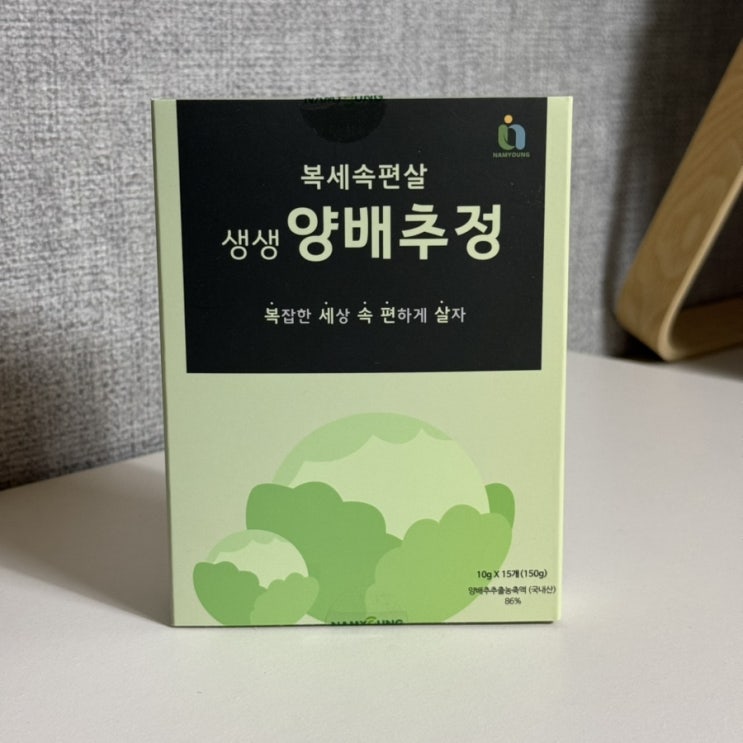 NAMYOUNG
NAMYOUNG
복세속편살
생생 양배추정
복잡한 세상 속 편하게 살자
10g X 15개(150g)
양배추추출농축액 (국내산)
86%
NAMYOUNG